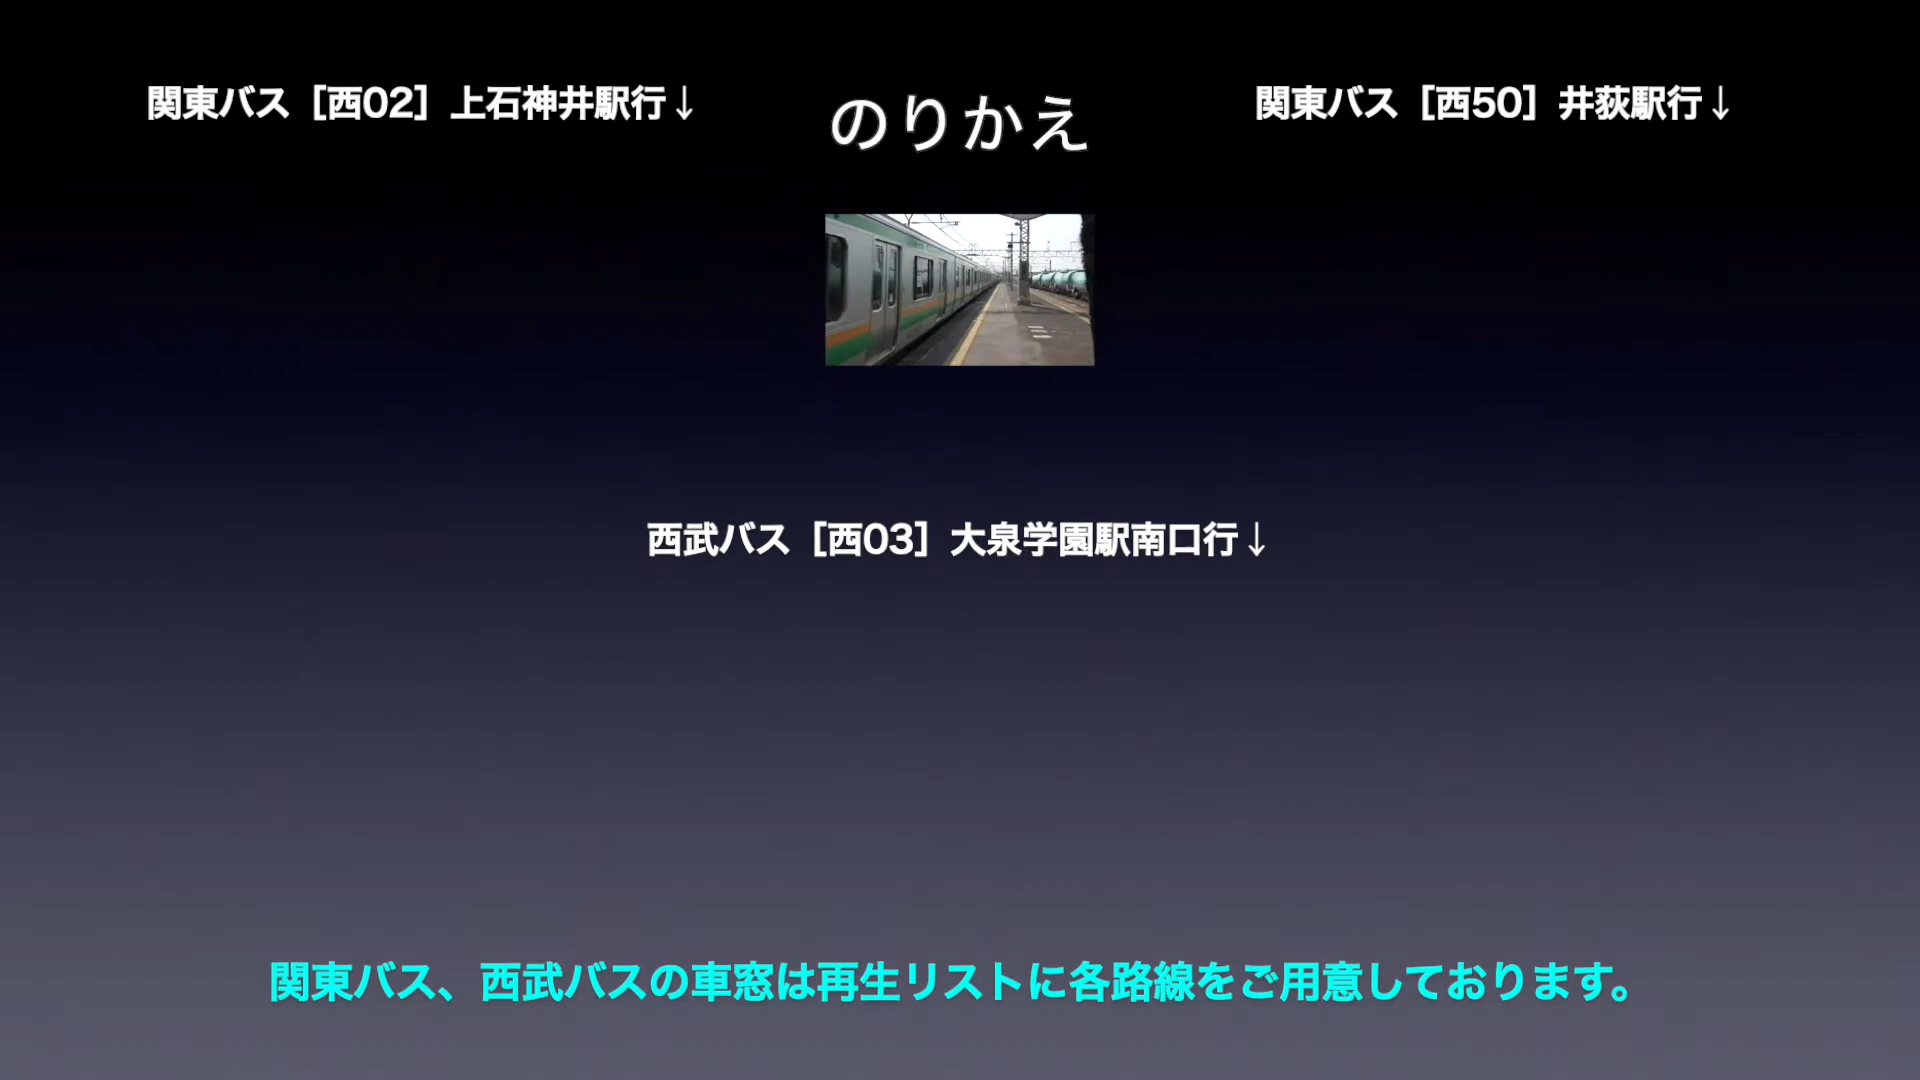 関東バス［西02］上石神井駅行↓
のりかえ
関東バス［西50］井荻駅行↓
西武バス［西03］大泉学園駅南口行↓
関東バス、西武バスの車窓は再生リストに各路線をご用意しております。